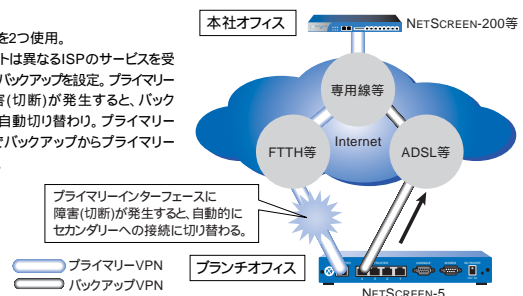 を2つ使用。
トは異なるISPのサービスを受
バックアップを設定。プライマリー
害(切断)が発生すると、バック
自動切り替わり。プライマリー
でバックアップからプライマリー
本社オフィス
NETSCREEN-200等
専用線等
Internet
FTTH等
ADSL等
プライマリーインターフェースに
障害(切断)が発生すると、自動的に
セカンダリーへの接続に切り替わる。
プライマリーVPN
バックアップVPN
ブランチオフィス
NETSCREEN-5